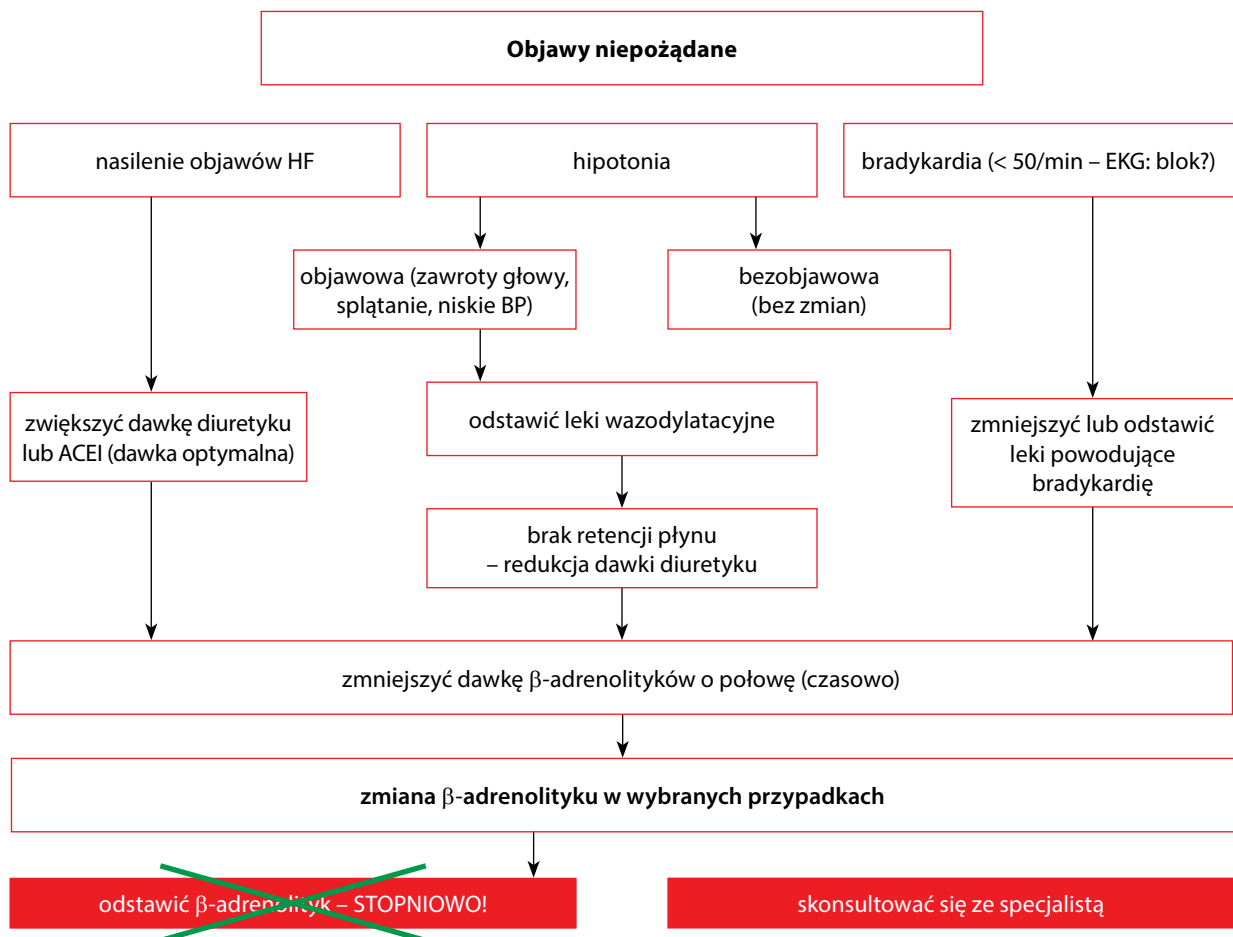 Objawy niepożądane
nasilenie objawów HF
hipotonia
bradykardia (< 50/min – EKG: blok?)
objawowa (zawroty głowy,
splątanie, niskie BP)
bezobjawowa
(bez zmian)
zwiększyć dawkę diuretyku
lub ACEI (dawka optymalna)
odstawić leki wazodylatacyjne
zmniejszyć lub odstawić
leki powodujące
bradykardię
brak retencji płynu
– redukcja dawki diuretyku
zmniejszyć dawkę β-adrenolityków o połowę (czasowo)
zmiana β-adrenolityku w wybranych przypadkach
odstawić β-adrenolityk – STOPNIOWO!
skonsultować się ze specjalistą